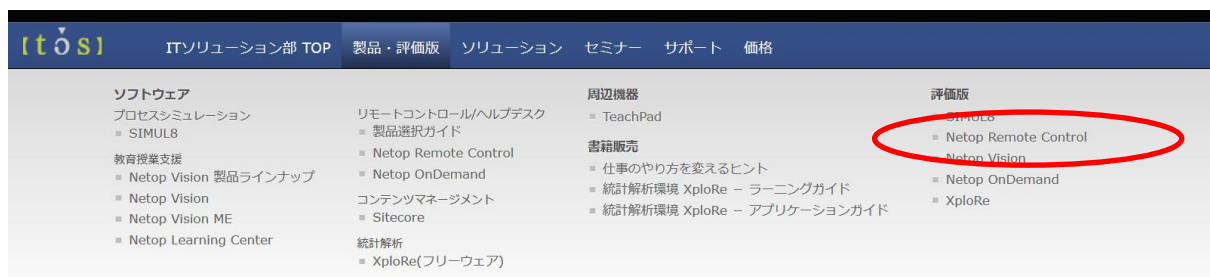 [tǒs]
ITソリューション部 TOP 製品・評価版 ソリューション セミナー サポート 価格
ソフトウェア
プロセスシミュレーション
SIMUL8
教育授業支援
Netop Vision 製品ラインナップ
Netop Vision
Netop Vision ME
Netop Learning Center
リモートコントロール/ヘルプデスク
製品選択ガイド
Netop Remote Control
Netop OnDemand
コンテンツマネージメント
Sitecore
統計解析
XploRe(フリーウェア)
周辺機器
TeachPad
書籍販売
仕事のやり方を変えるヒント
統計解析環境 XploRe － ラーニングガイド
統計解析環境 XploRe － アプリケーションガイド
評価版
SIMUL8
Netop Remote Control
Netop Vision
Netop OnDemand
XploRe